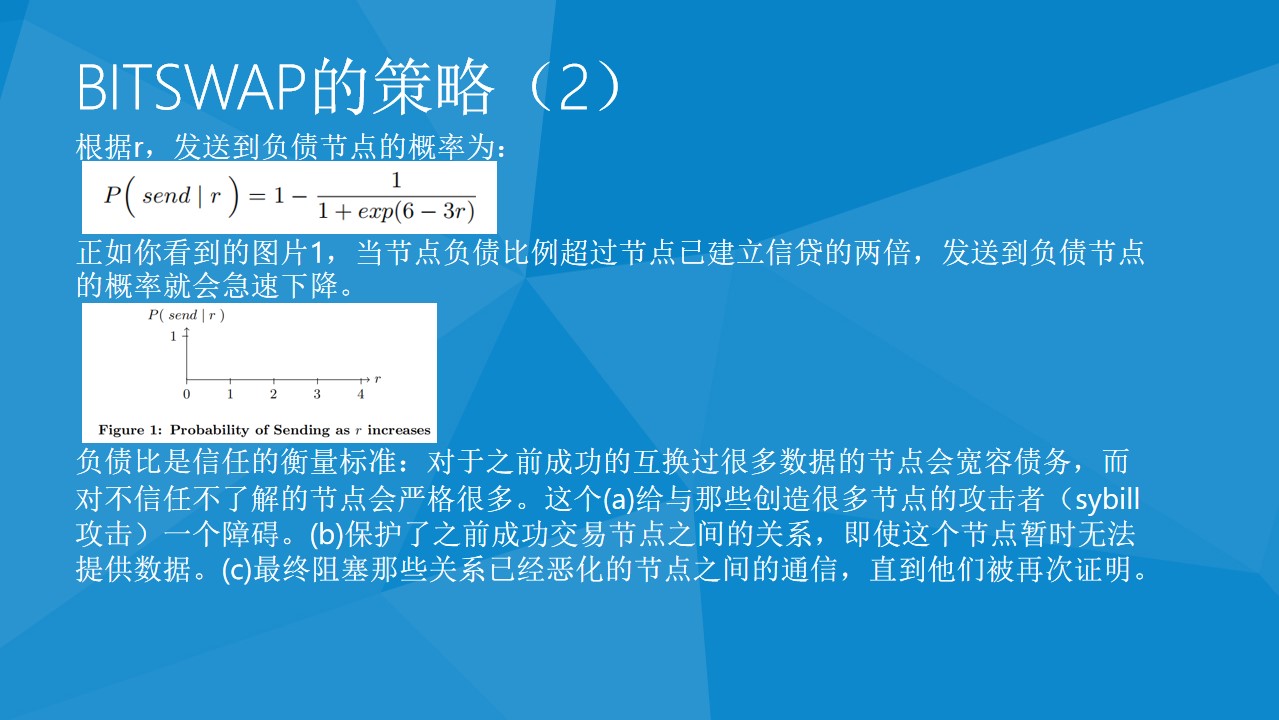 BITSWAP的策略（2）
根据r，发送到负债节点的概率为：
P( send | r ) = 1 − 1 / (1 + exp(6 − 3r))
正如你看到的图片1，当节点负债比例超过节点已建立信贷的两倍，发送到负债节点
的概率就会急速下降。
P( send | r )
1
r
0 1 2 3 4
Figure 1: Probability of Sending as r increases
负债比是信任的衡量标准：对于之前成功的互换过很多数据的节点会宽容债务，而
对不信任不了解的节点会严格很多。这个(a)给与那些创造很多节点的攻击者（sybill
攻击）一个障碍。(b)保护了之前成功交易节点之间的关系，即使这个节点暂时无法
提供数据。(c)最终阻塞那些关系已经恶化的节点之间的通信，直到他们被再次证明。